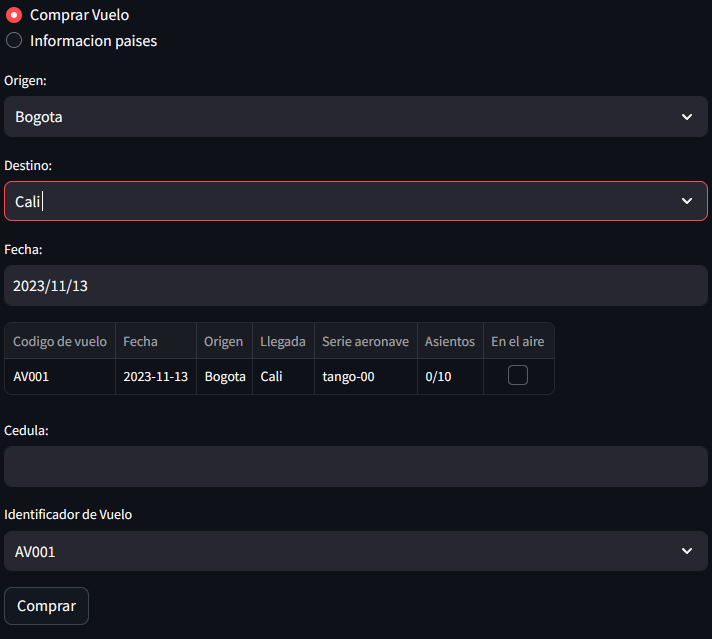 Comprar Vuelo
Informacion paises
Origen:
Bogota
Destino:
Cali
Fecha:
2023/11/13
Codigo de vuelo Fecha Origen Llegada Serie aeronave Asientos En el aire
AV001 2023-11-13 Bogota Cali tango-00 0/10
Cedula:
Identificador de Vuelo
AV001
Comprar